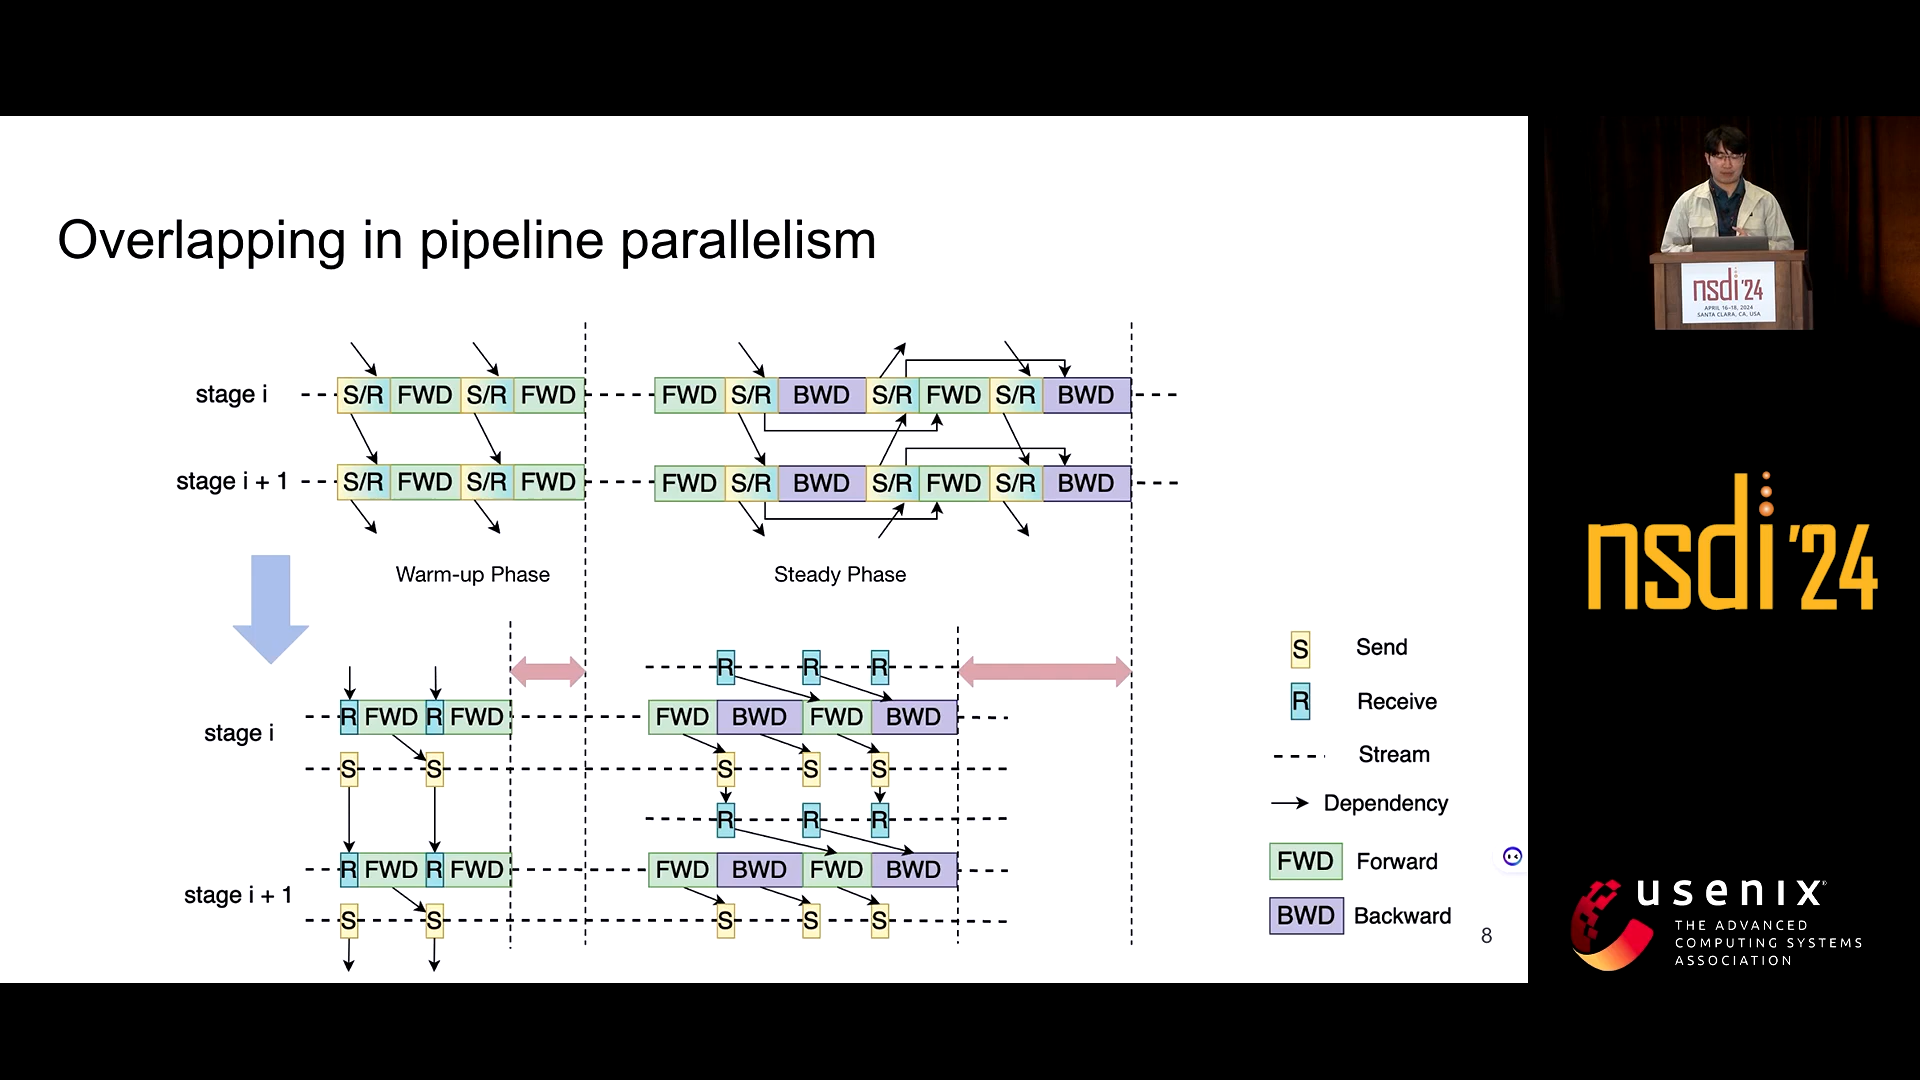 Overlapping in pipeline parallelism
stage i S/R FWD S/R FWD FWD S/R BWD S/R FWD S/R BWD
stage i + 1 S/R FWD S/R FWD FWD S/R BWD S/R FWD S/R BWD
Warm-up Phase Steady Phase
R R R
stage i R FWD R FWD FWD BWD FWD BWD
S S S S S
R R R
stage i + 1 R FWD R FWD FWD BWD FWD BWD
S S S S S
S Send
R Receive
Stream
Dependency
FWD Forward
BWD Backward
8
nsdi '24
APRIL 16–18, 2024
SANTA CLARA, CA, USA
nsdi '24
usenix®
THE ADVANCED
COMPUTING SYSTEMS
ASSOCIATION